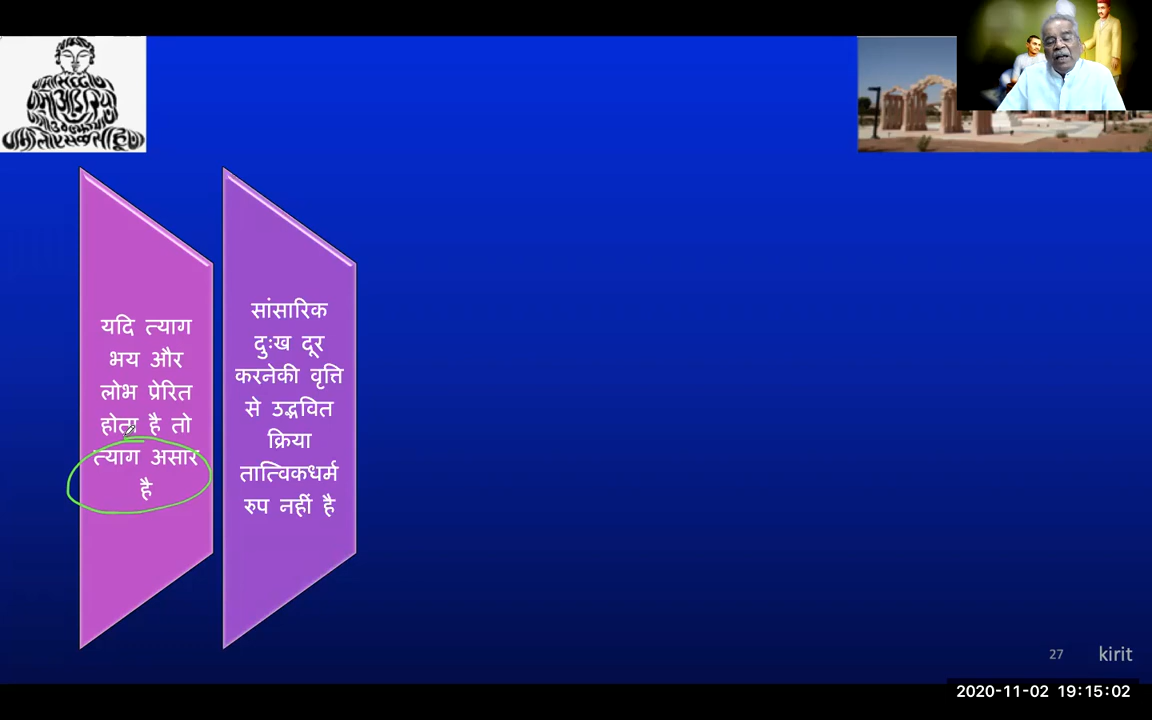 यदि त्याग
भय और
लोभ प्रेरित
होता है तो
त्याग असार
है
सांसारिक
दुःख दूर
करनेकी वृत्ति
से उद्भवित
क्रिया
तात्विकधर्म
रुप नहीं है
27 kirit
2020-11-02 19:15:02